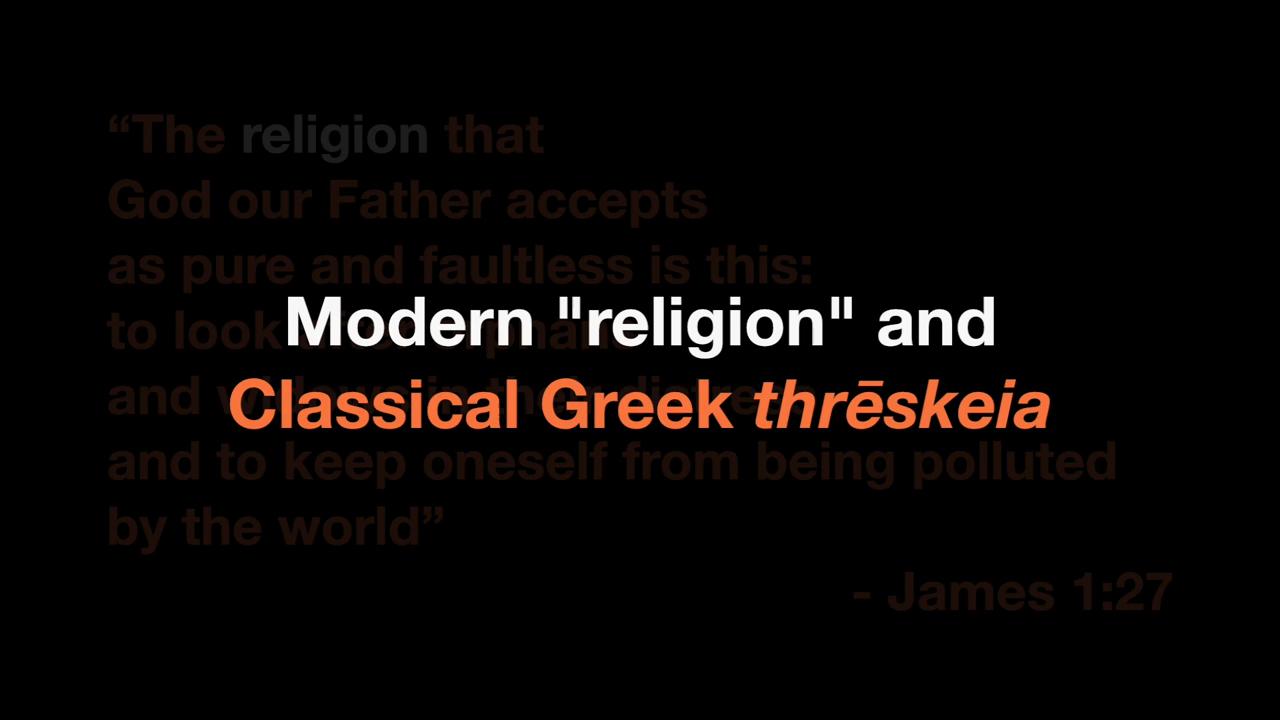 “The religion that
God our Father accepts
as pure and faultless is this:
to look
Modern "religion" and
and
Classical Greek thrēskeia
and to keep oneself from being polluted
by the world”
- James 1:27